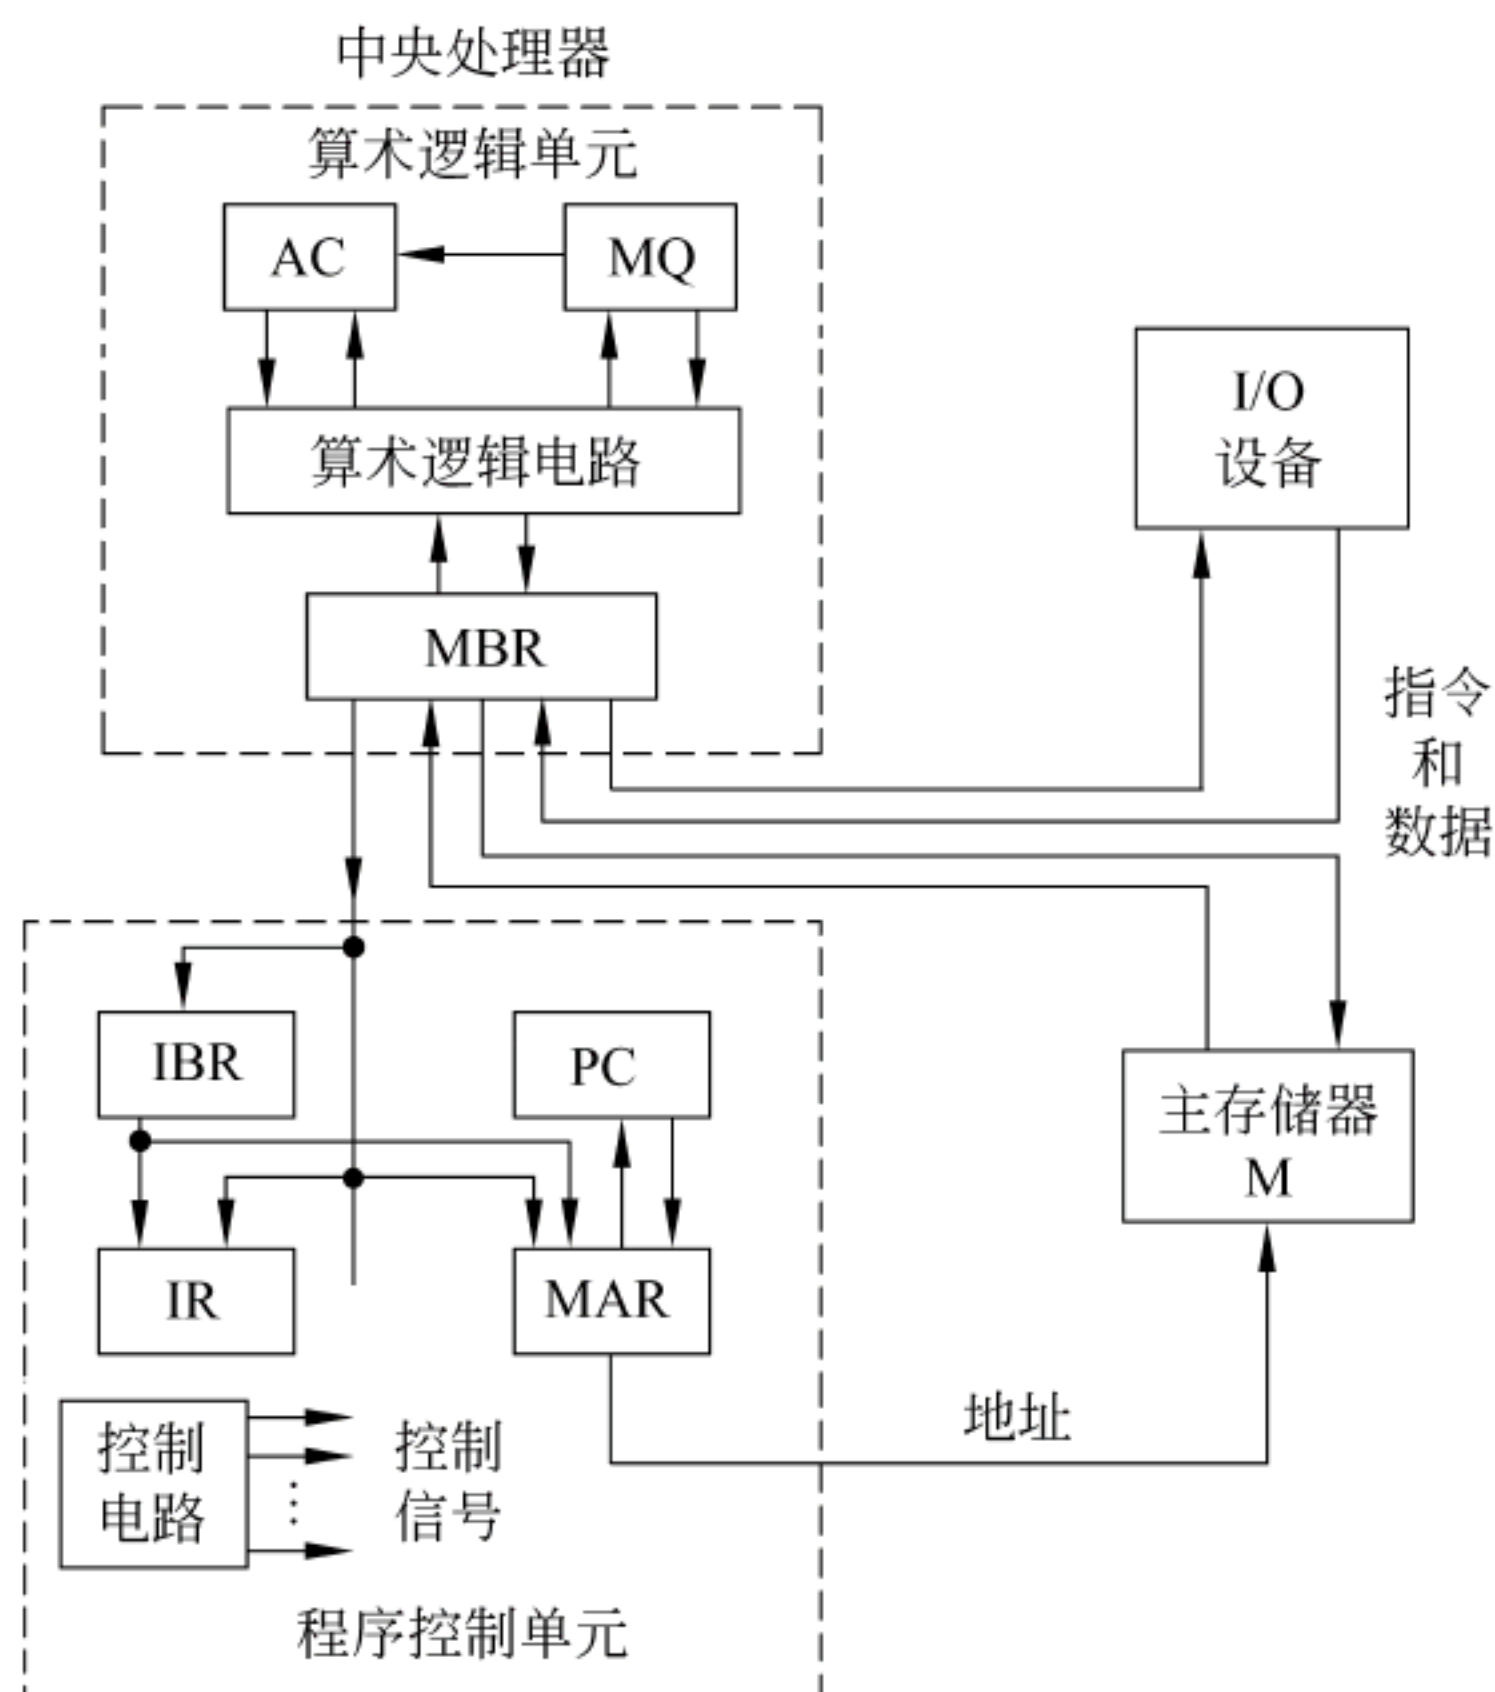 中央处理器
算术逻辑单元
AC
MQ
算术逻辑电路
MBR
I/O
设备
指令
和
数据
IBR
PC
IR
MAR
主存储器
M
地址
控制
电路
控制
信号
程序控制单元